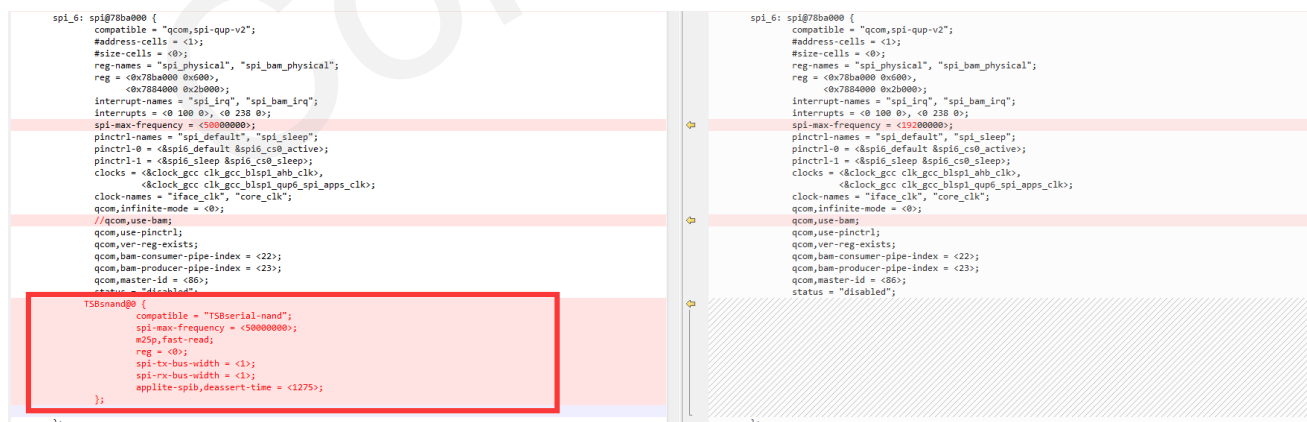 spi_6: spi@78ba000 {
compatible = "qcom,spi-qup-v2";
#address-cells = <1>;
#size-cells = <0>;
reg-names = "spi_physical", "spi_bam_physical";
reg = <0x78ba000 0x600>,
<0x7884000 0x2b000>;
interrupt-names = "spi_irq", "spi_bam_irq";
interrupts = <0 100 0>, <0 238 0>;
spi-max-frequency = <50000000>;
pinctrl-names = "spi_default", "spi_sleep";
pinctrl-0 = <&spi6_default &spi6_cs0_active>;
pinctrl-1 = <&spi6_sleep &spi6_cs0_sleep>;
clocks = <&clock_gcc clk_gcc_blsp1_ahb_clk>,
<&clock_gcc clk_gcc_blsp1_qup6_spi_apps_clk>;
clock-names = "iface_clk", "core_clk";
qcom,infinite-mode = <0>;
//qcom,use-bam;
qcom,use-pinctrl;
qcom,ver-reg-exists;
qcom,bam-consumer-pipe-index = <22>;
qcom,bam-producer-pipe-index = <23>;
qcom,master-id = <86>;
status = "disabled";
TSBsnand@0 {
compatible = "TSBserial-nand";
spi-max-frequency = <50000000>;
m25p,fast-read;
reg = <0>;
spi-tx-bus-width = <1>;
spi-rx-bus-width = <1>;
applite-spib,deassert-time = <1275>;
};
spi_6: spi@78ba000 {
compatible = "qcom,spi-qup-v2";
#address-cells = <1>;
#size-cells = <0>;
reg-names = "spi_physical", "spi_bam_physical";
reg = <0x78ba000 0x600>,
<0x7884000 0x2b000>;
interrupt-names = "spi_irq", "spi_bam_irq";
interrupts = <0 100 0>, <0 238 0>;
spi-max-frequency = <19200000>;
pinctrl-names = "spi_default", "spi_sleep";
pinctrl-0 = <&spi6_default &spi6_cs0_active>;
pinctrl-1 = <&spi6_sleep &spi6_cs0_sleep>;
clocks = <&clock_gcc clk_gcc_blsp1_ahb_clk>,
<&clock_gcc clk_gcc_blsp1_qup6_spi_apps_clk>;
clock-names = "iface_clk", "core_clk";
qcom,infinite-mode = <0>;
qcom,use-bam;
qcom,use-pinctrl;
qcom,ver-reg-exists;
qcom,bam-consumer-pipe-index = <22>;
qcom,bam-producer-pipe-index = <23>;
qcom,master-id = <86>;
status = "disabled";